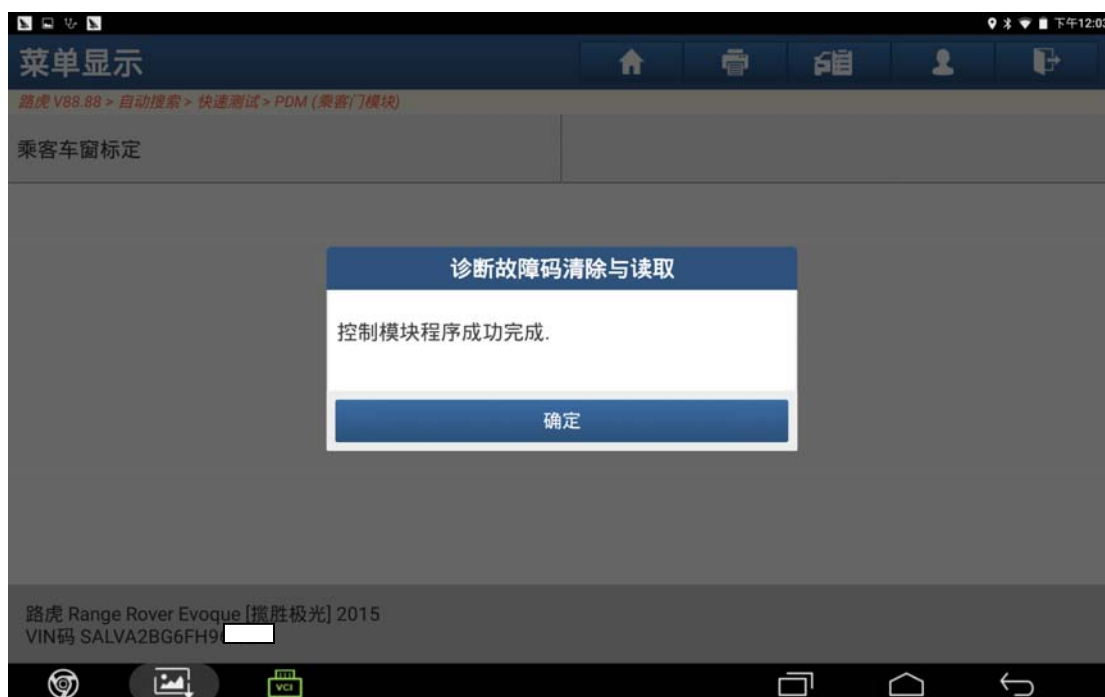 下午12:03
菜单显示
路虎 V88.88 > 自动搜索 > 快速测试 > PDM (乘客门模块)
乘客车窗标定
诊断故障码清除与读取
控制模块程序成功完成.
确定
路虎 Range Rover Evoque [揽胜极光] 2015
VIN码 SALVA2BG6FH9
VCI